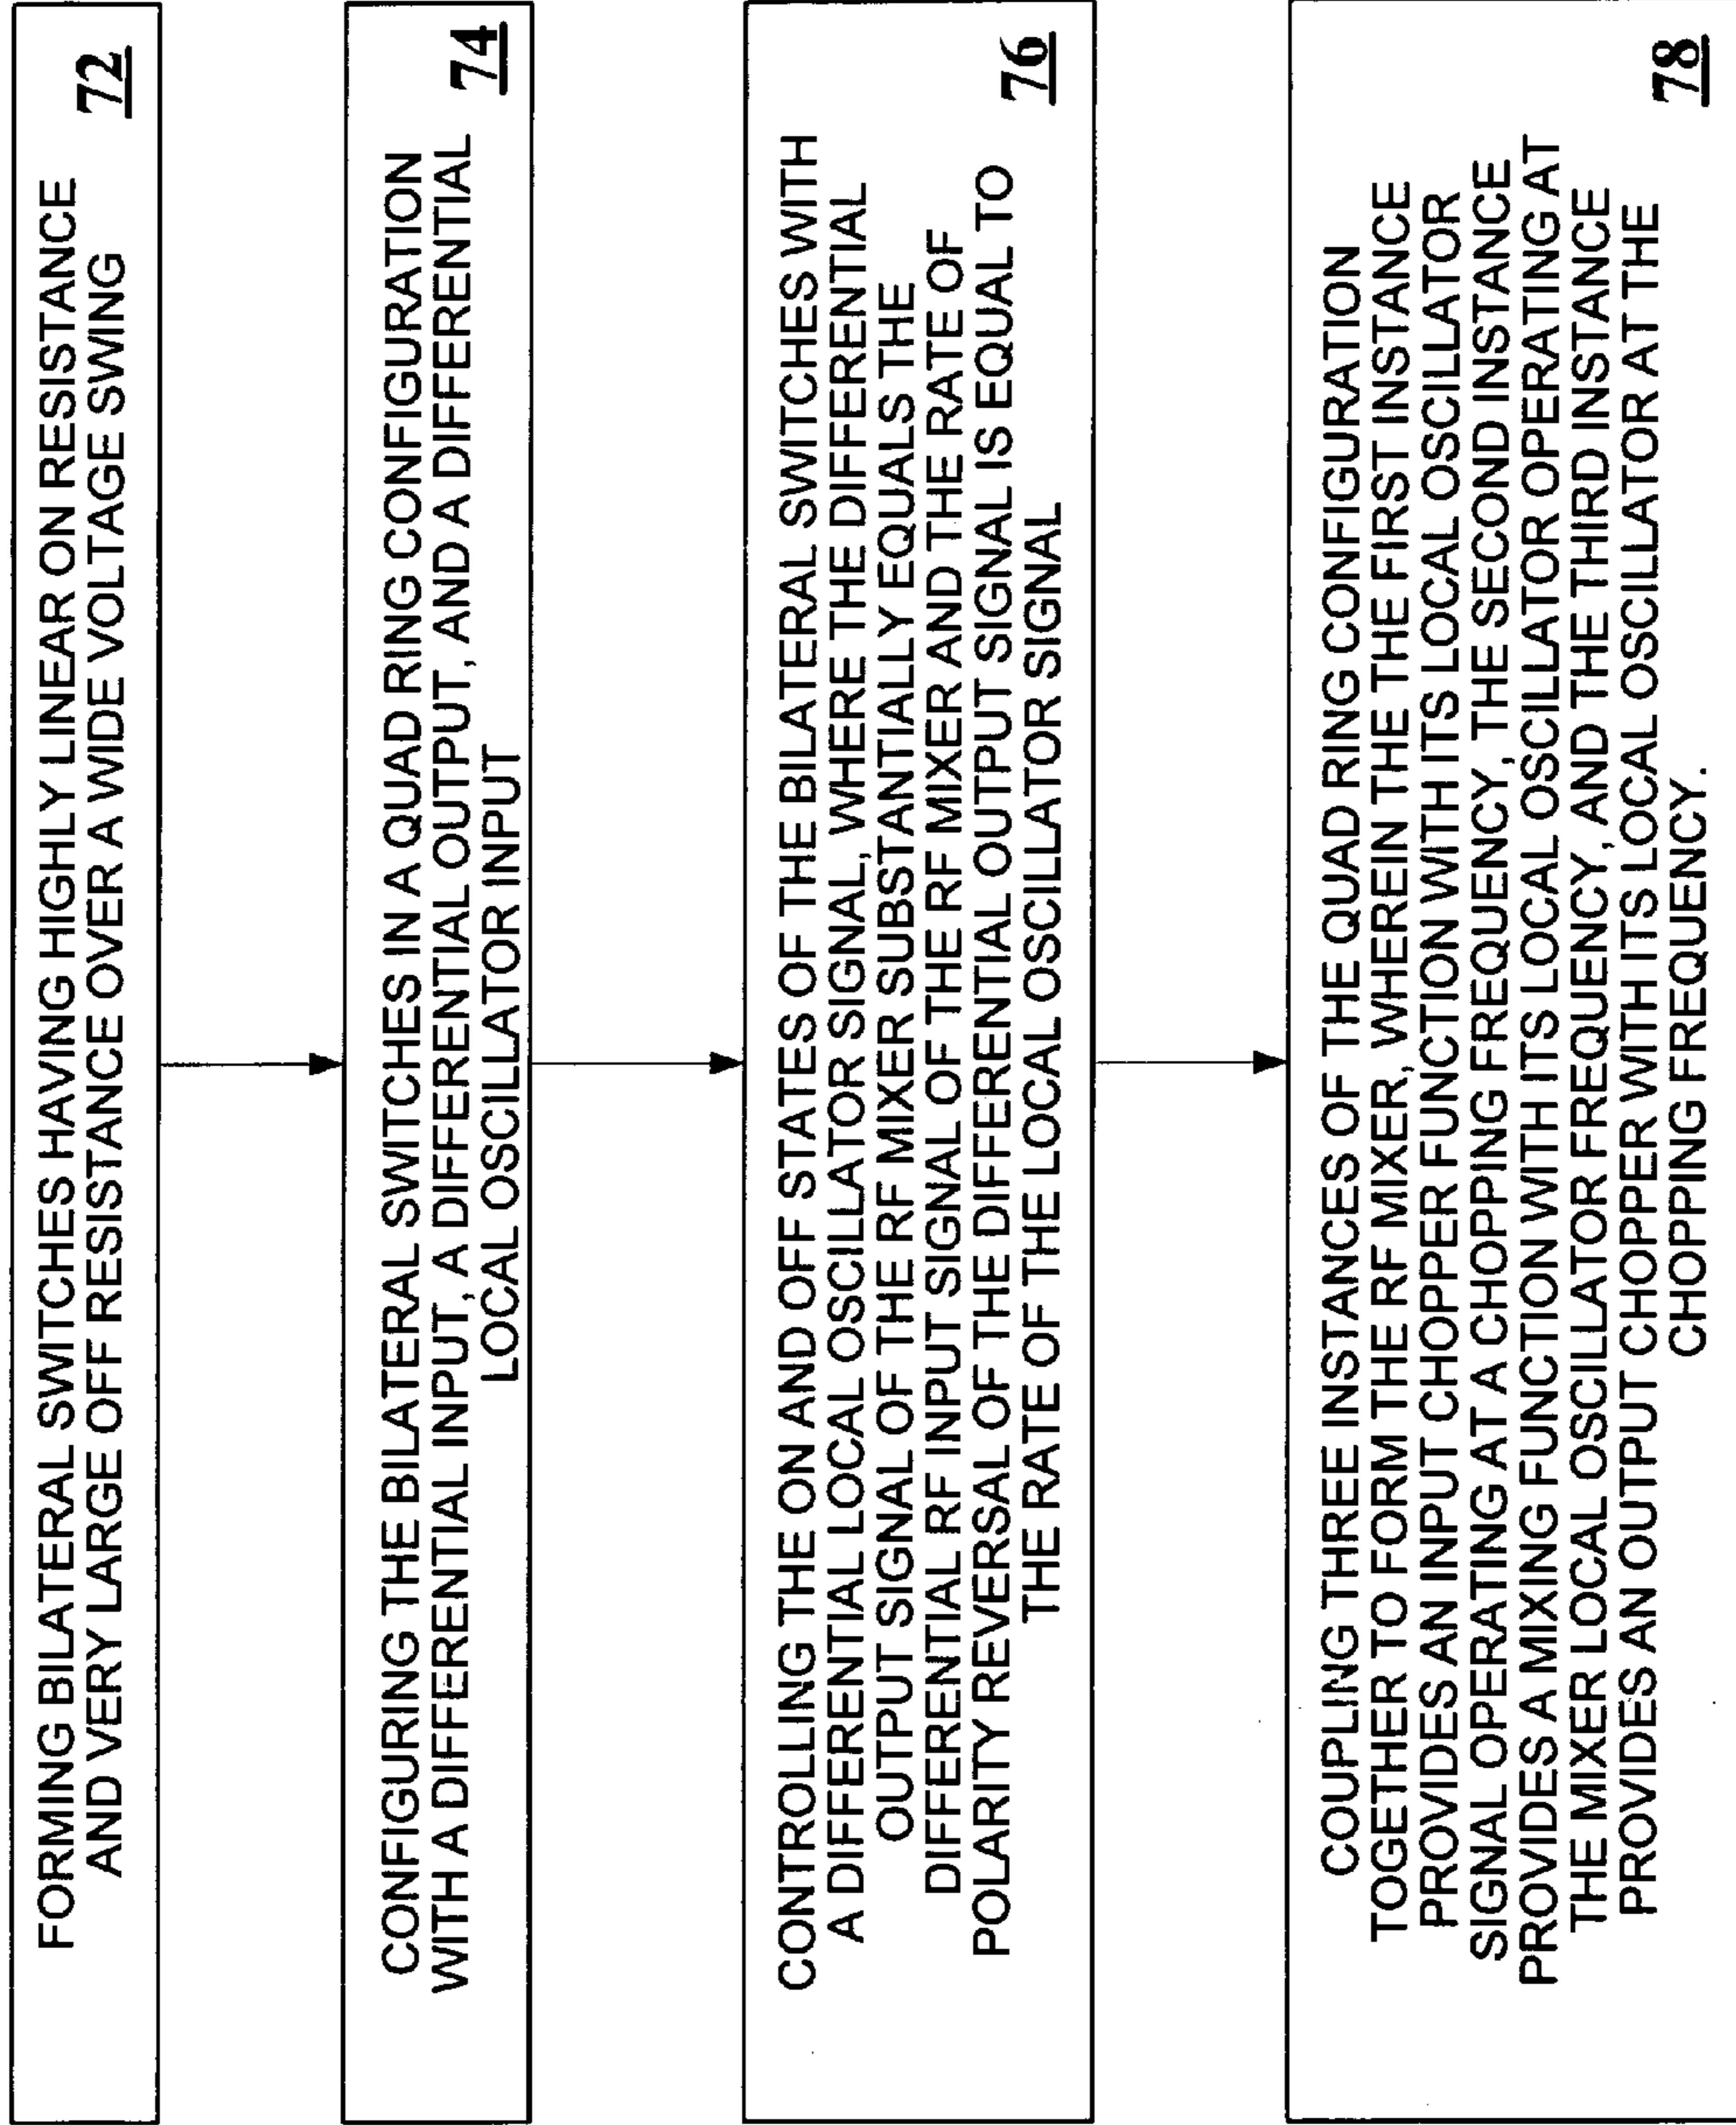 FORMING BILATERAL SWITCHES HAVING HIGHLY LINEAR ON RESISTANCE
AND VERY LARGE OFF RESISTANCE OVER A WIDE VOLTAGE SWING
72
CONFIGURING THE BILATERAL SWITCHES IN A QUAD RING CONFIGURATION
WITH A DIFFERENTIAL INPUT, A DIFFERENTIAL OUTPUT, AND A DIFFERENTIAL
LOCAL OSCILLATOR INPUT
74
CONTROLLING THE ON AND OFF STATES OF THE BILATERAL SWITCHES WITH
A DIFFERENTIAL LOCAL OSCILLATOR SIGNAL, WHERE THE DIFFERENTIAL
OUTPUT SIGNAL OF THE RF MIXER SUBSTANTIALLY EQUALS THE
DIFFERENTIAL RF INPUT SIGNAL OF THE RF MIXER AND THE RATE OF
POLARITY REVERSAL OF THE DIFFERENTIAL OUTPUT SIGNAL IS EQUAL TO
THE RATE OF THE LOCAL OSCILLATOR SIGNAL
76
COUPLING THREE INSTANCES OF THE QUAD RING CONFIGURATION
TOGETHER TO FORM THE RF MIXER, WHEREIN THE THE FIRST INSTANCE
PROVIDES AN INPUT CHOPPER FUNCTION WITH ITS LOCAL OSCILLATOR
SIGNAL OPERATING AT A CHOPPING FREQUENCY, THE SECOND INSTANCE
PROVIDES A MIXING FUNCTION WITH ITS LOCAL OSCILLATOR OPERATING AT
THE MIXER LOCAL OSCILLATOR FREQUENCY, AND THE THIRD INSTANCE
PROVIDES AN OUTPUT CHOPPER WITH ITS LOCAL OSCILLATOR AT THE
CHOPPING FREQUENCY.
78